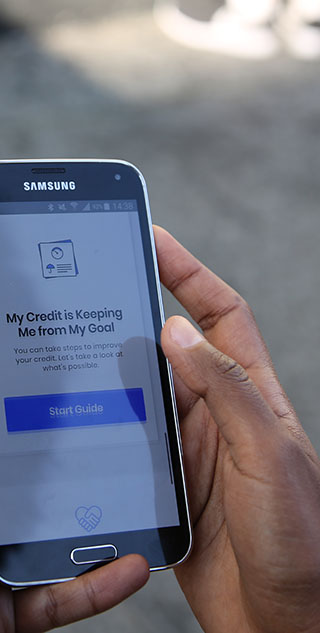 SAMSUNG
14:38
My Credit is Keeping
Me from My Goal
You can take steps to improve
your credit. Let's take a look at
what's possible.
Start Guide